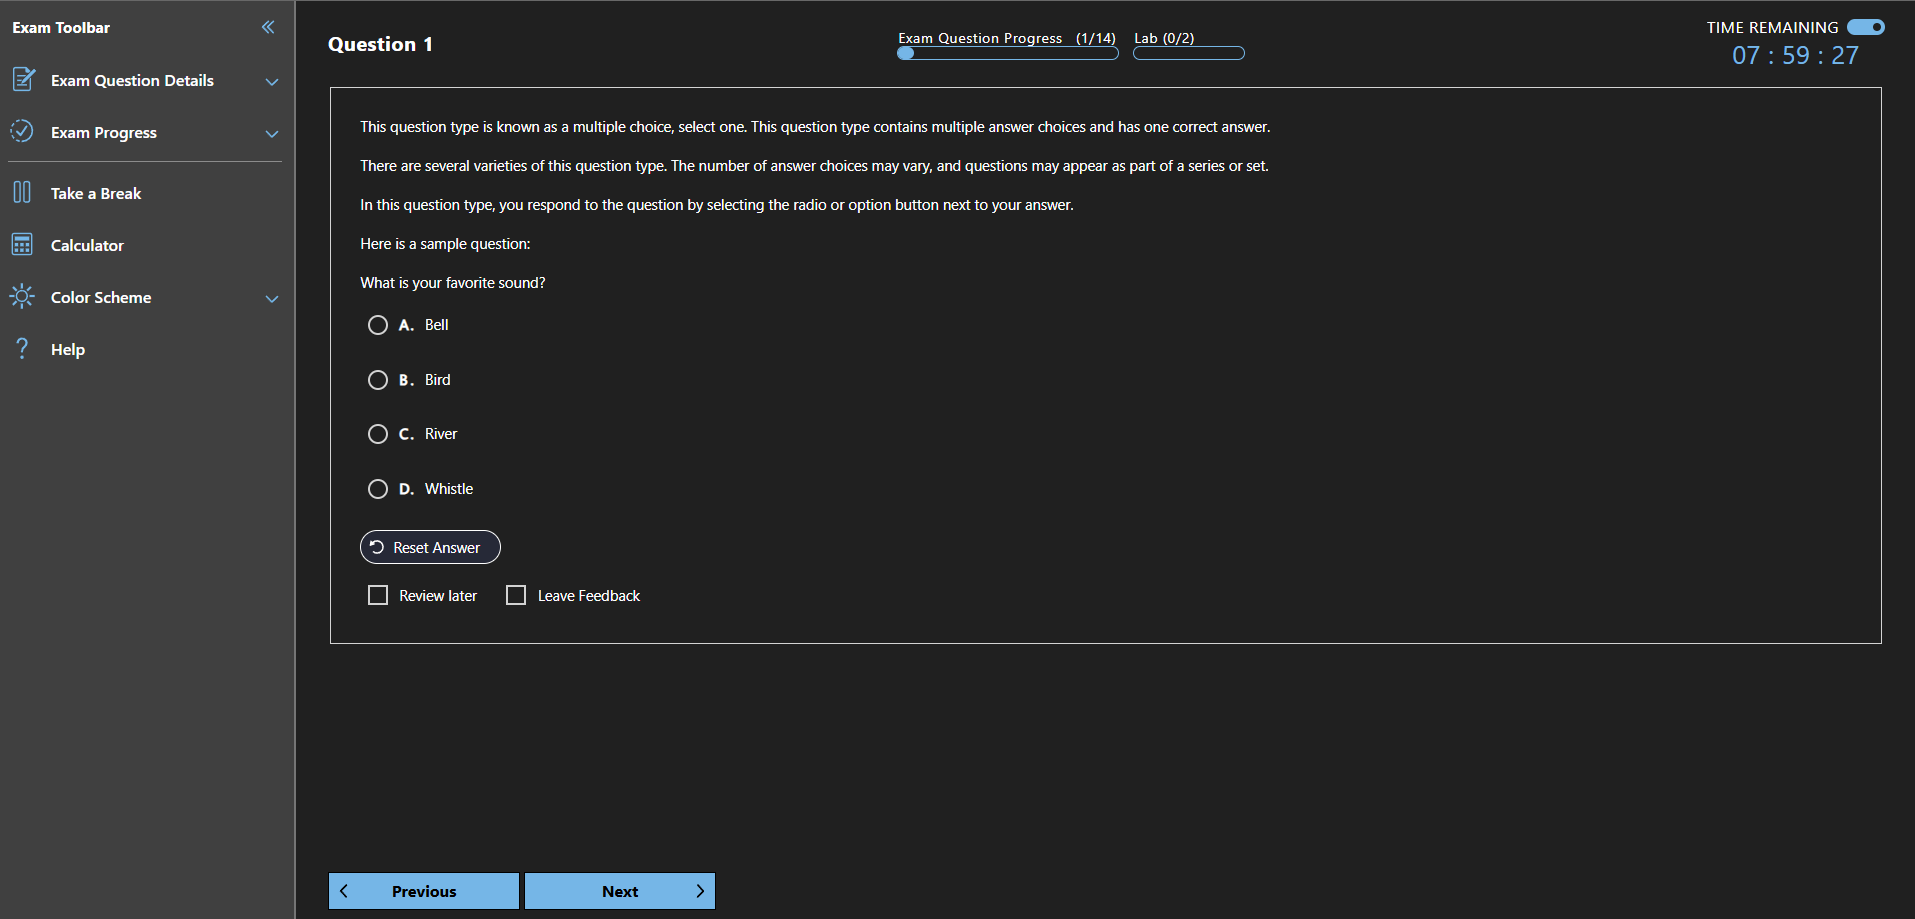 Exam Toolbar
Exam Question Details
Exam Progress
Take a Break
Calculator
Color Scheme
Help
Question 1
Exam Question Progress (1/14)
Lab (0/2)
TIME REMAINING
07 : 59 : 27
This question type is known as a multiple choice, select one. This question type contains multiple answer choices and has one correct answer.
There are several varieties of this question type. The number of answer choices may vary, and questions may appear as part of a series or set.
In this question type, you respond to the question by selecting the radio or option button next to your answer.
Here is a sample question:
What is your favorite sound?
A. Bell
B. Bird
C. River
D. Whistle
Reset Answer
Review later
Leave Feedback
Previous
Next